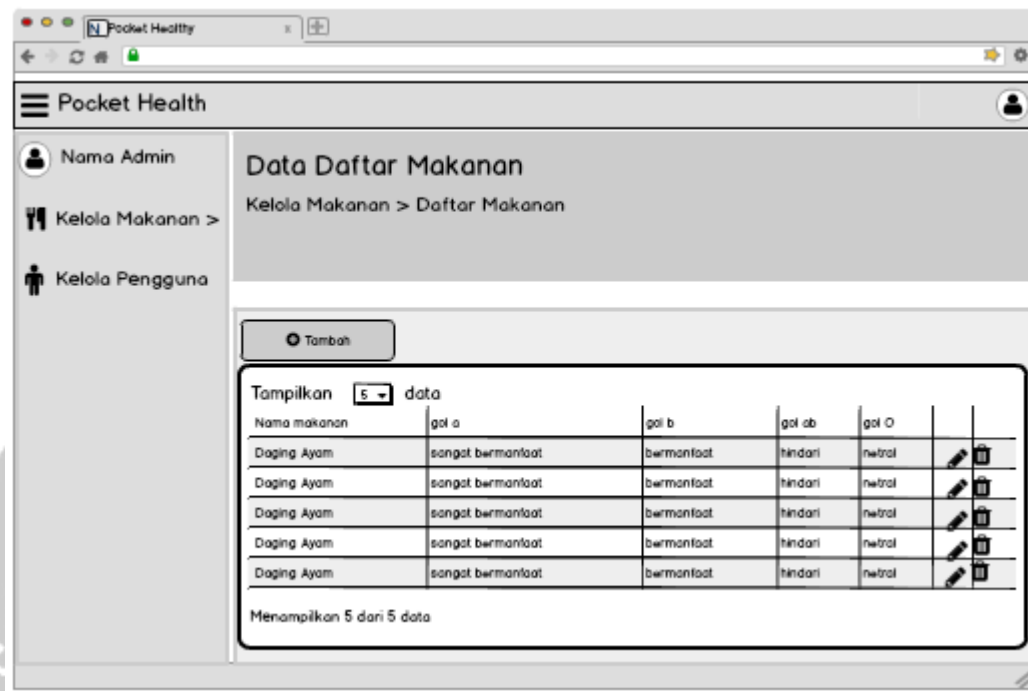 Pocket Healthy x
Pocket Health
Nama Admin
Kelola Makanan >
Kelola Pengguna
Data Daftar Makanan
Kelola Makanan > Daftar Makanan
Tambah
Tampilkan 5 data
Nama makanan gol a gol b gol ab gol O
Daging Ayam sangat bermanfaat bermanfaat hindari netral
Daging Ayam sangat bermanfaat bermanfaat hindari netral
Daging Ayam sangat bermanfaat bermanfaat hindari netral
Daging Ayam sangat bermanfaat bermanfaat hindari netral
Daging Ayam sangat bermanfaat bermanfaat hindari netral
Menampilkan 5 dari 5 data